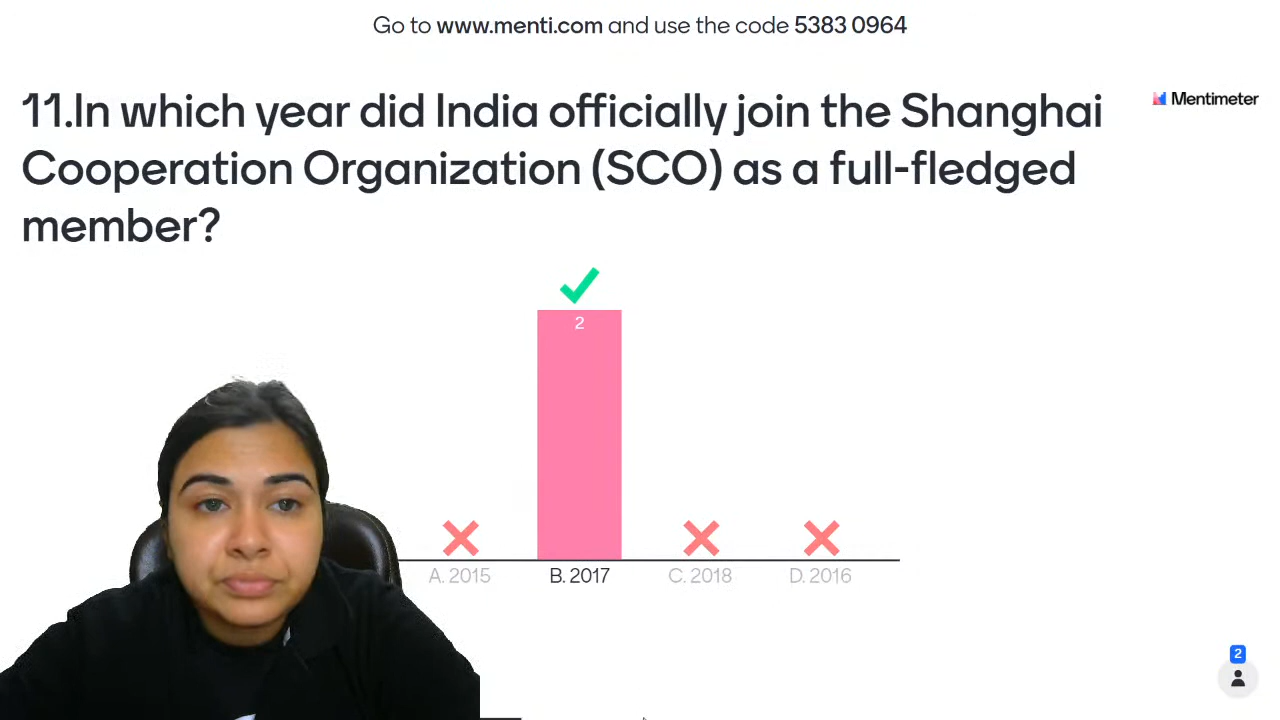 Go to www.menti.com and use the code 5383 0964
Mentimeter
11.In which year did India officially join the Shanghai
Cooperation Organization (SCO) as a full-fledged
member?
2
A. 2015
B. 2017
C. 2018
D. 2016
2